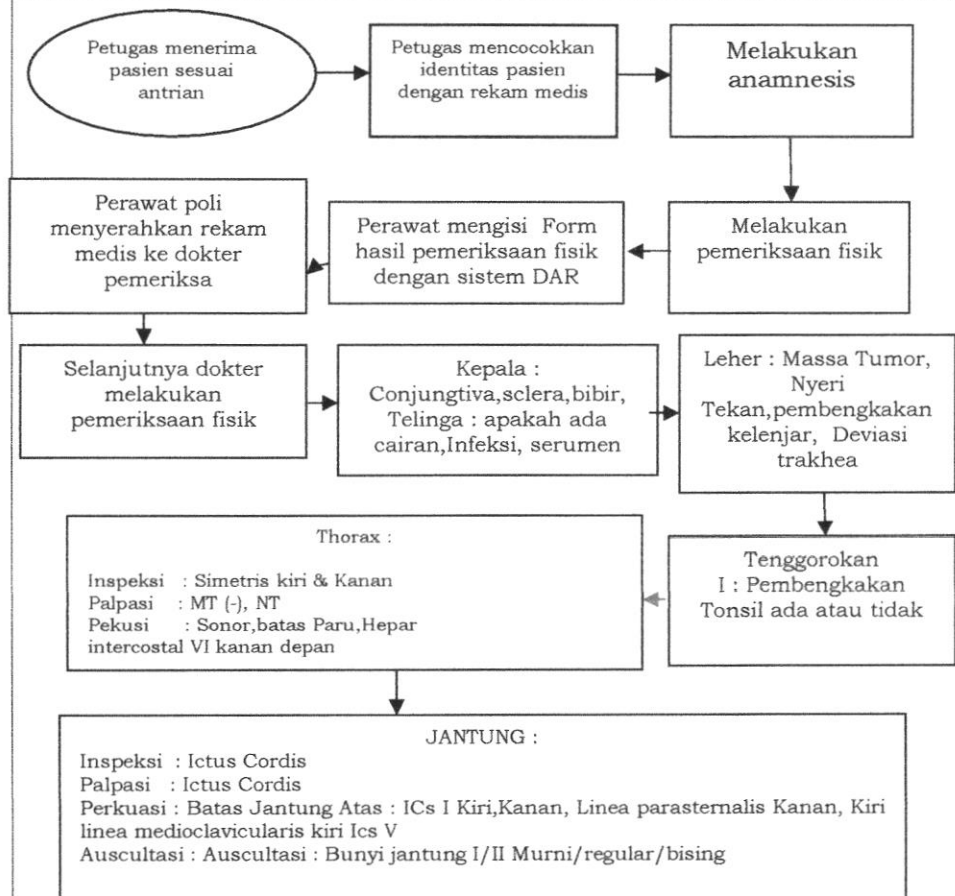 Petugas menerima
pasien sesuai
antrian
Petugas mencocokkan
identitas pasien
dengan rekam medis
Melakukan
anamnesis
Melakukan
pemeriksaan fisik
Perawat mengisi Form
hasil pemeriksaan fisik
dengan sistem DAR
Perawat poli
menyerahkan rekam
medis ke dokter
pemeriksa
Selanjutnya dokter
melakukan
pemeriksaan fisik
Kepala :
Conjungtiva,sclera,bibir,
Telinga : apakah ada
cairan,Infeksi, serumen
Leher : Massa Tumor,
Nyeri
Tekan,pembengkakan
kelenjar, Deviasi
trakhea
Tenggorokan
I : Pembengkakan
Tonsil ada atau tidak
Thorax :
Inspeksi : Simetris kiri & Kanan
Palpasi : MT (-), NT
Pekusi : Sonor,batas Paru,Hepar
intercostal VI kanan depan
JANTUNG :
Inspeksi : Ictus Cordis
Palpasi : Ictus Cordis
Perkuasi : Batas Jantung Atas : ICs I Kiri,Kanan, Linea parasternalis Kanan, Kiri
linea medioclavicularis kiri Ics V
Auscultasi : Auscultasi : Bunyi jantung I/II Murni/regular/bising